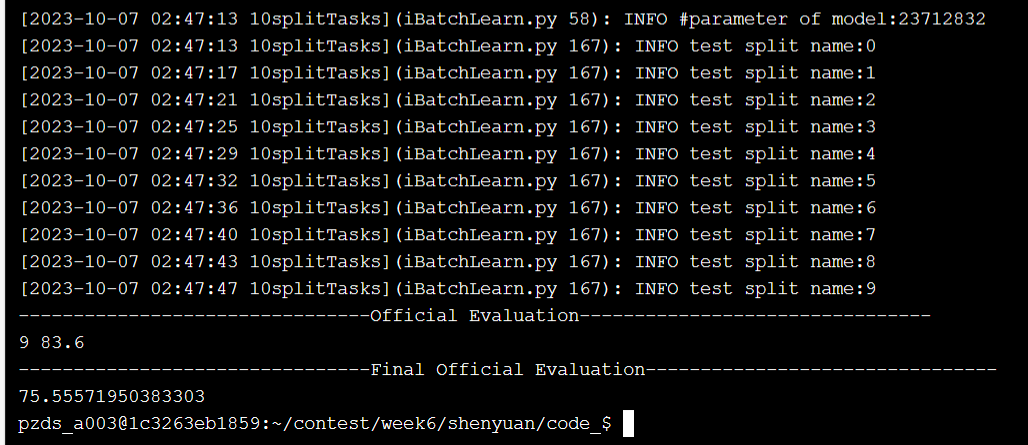 [2023-10-07 02:47:13 10splitTasks](iBatchLearn.py 58): INFO #parameter of model:23712832
[2023-10-07 02:47:13 10splitTasks](iBatchLearn.py 167): INFO test split name:0
[2023-10-07 02:47:17 10splitTasks](iBatchLearn.py 167): INFO test split name:1
[2023-10-07 02:47:21 10splitTasks](iBatchLearn.py 167): INFO test split name:2
[2023-10-07 02:47:25 10splitTasks](iBatchLearn.py 167): INFO test split name:3
[2023-10-07 02:47:29 10splitTasks](iBatchLearn.py 167): INFO test split name:4
[2023-10-07 02:47:32 10splitTasks](iBatchLearn.py 167): INFO test split name:5
[2023-10-07 02:47:36 10splitTasks](iBatchLearn.py 167): INFO test split name:6
[2023-10-07 02:47:40 10splitTasks](iBatchLearn.py 167): INFO test split name:7
[2023-10-07 02:47:43 10splitTasks](iBatchLearn.py 167): INFO test split name:8
[2023-10-07 02:47:47 10splitTasks](iBatchLearn.py 167): INFO test split name:9
--------------------------------Official Evaluation--------------------------------
9 83.6
--------------------------------Final Official Evaluation--------------------------------
75.55571950383303
pzds_a003@1c3263eb1859:~/contest/week6/shenyuan/code_$